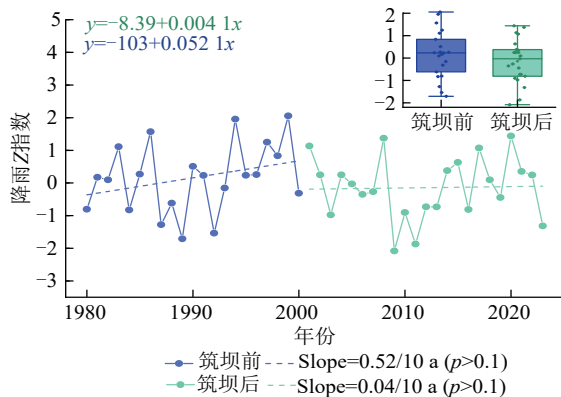 y=−8.39+0.004 1x
y=−103+0.052 1x
5
4
3
2
1
0
−1
−2
−3
降雨Z指数
2
1
0
−1
−2
筑坝前 筑坝后
1980 1990 2000 2010 2020
年份
筑坝前 Slope=0.52/10 a (p>0.1)
筑坝后 Slope=0.04/10 a (p>0.1)